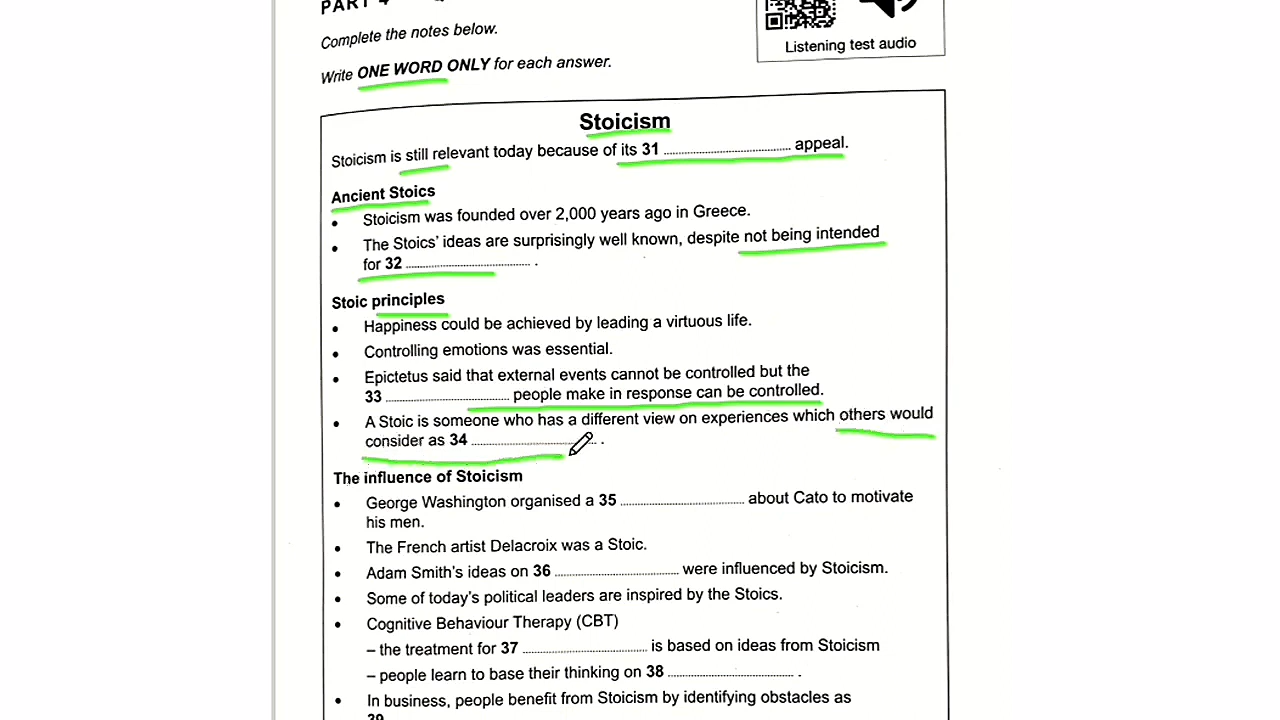 PART 4
Complete the notes below.
Listening test audio
Write ONE WORD ONLY for each answer.
Stoicism
Stoicism is still relevant today because of its 31 ........................ appeal.
Ancient Stoics
• Stoicism was founded over 2,000 years ago in Greece.
• The Stoics' ideas are surprisingly well known, despite not being intended
for 32 ........................ .
Stoic principles
• Happiness could be achieved by leading a virtuous life.
• Controlling emotions was essential.
• Epictetus said that external events cannot be controlled but the
33 ........................ people make in response can be controlled.
• A Stoic is someone who has a different view on experiences which others would
consider as 34 ........................ .
The influence of Stoicism
• George Washington organised a 35 ........................ about Cato to motivate
his men.
• The French artist Delacroix was a Stoic.
• Adam Smith's ideas on 36 ........................ were influenced by Stoicism.
• Some of today's political leaders are inspired by the Stoics.
• Cognitive Behaviour Therapy (CBT)
– the treatment for 37 ........................ is based on ideas from Stoicism
– people learn to base their thinking on 38 ........................ .
• In business, people benefit from Stoicism by identifying obstacles as
39